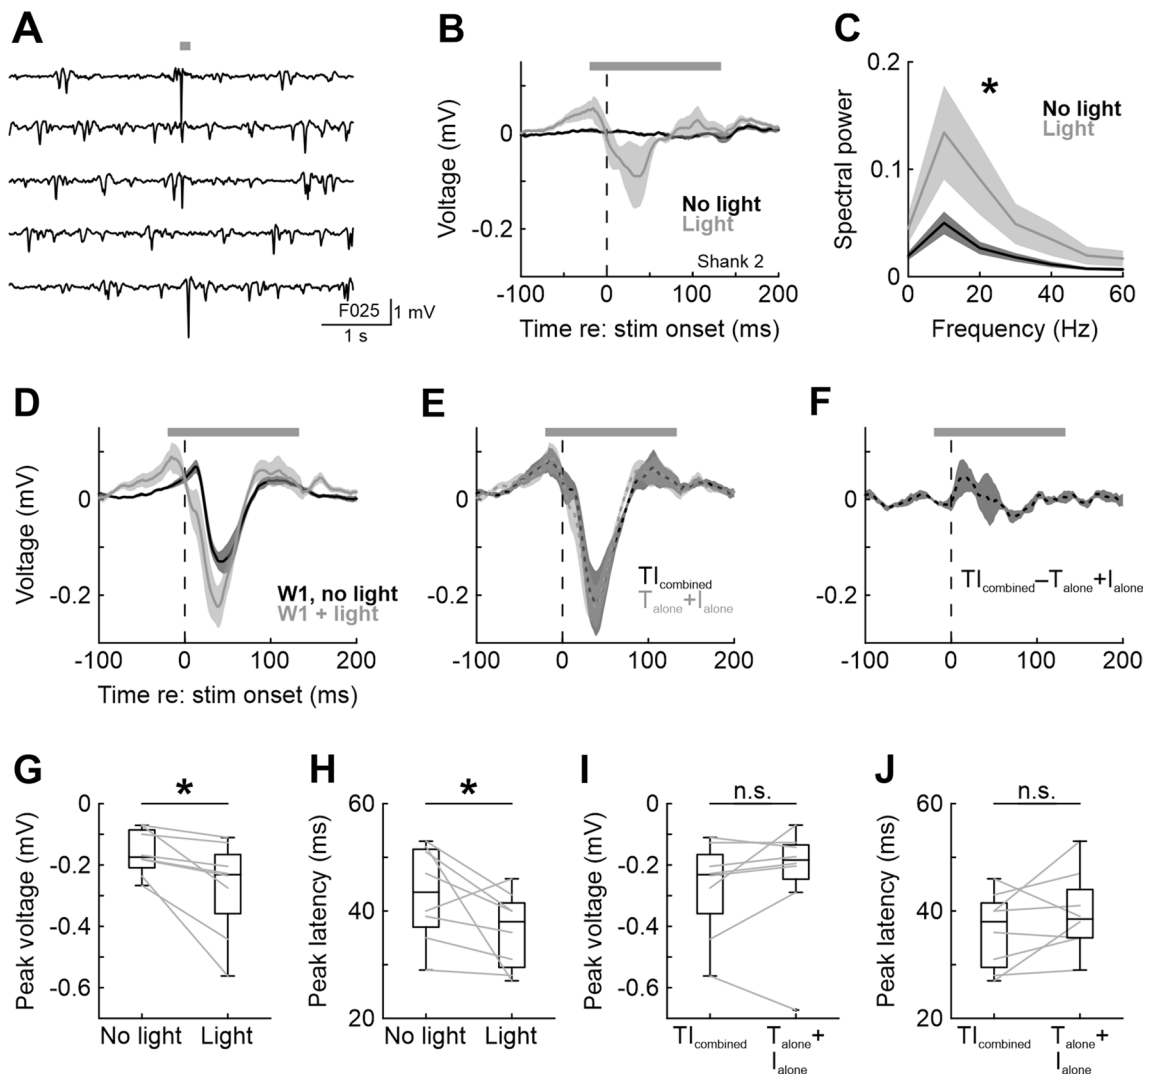 A
F025
1 mV
1 s
B
Voltage (mV)
0
-0.2
No light
Light
Shank 2
-100
0
100
200
Time re: stim onset (ms)
C
Spectral power
0.2
0.1
0
*
No light
Light
0
20
40
60
Frequency (Hz)
D
Voltage (mV)
0
-0.2
W1, no light
W1 + light
-100
0
100
200
Time re: stim onset (ms)
E
0
-0.2
TIcombined
Talone+Ialone
-100
0
100
200
F
0
-0.2
TIcombined–Talone+Ialone
-100
0
100
200
G
Peak voltage (mV)
0
-0.2
-0.4
-0.6
*
No light
Light
H
Peak latency (ms)
60
40
20
*
No light
Light
I
Peak voltage (mV)
0
-0.2
-0.4
-0.6
n.s.
TIcombined
Talone+
Ialone
J
Peak latency (ms)
60
40
20
n.s.
TIcombined
Talone+
Ialone